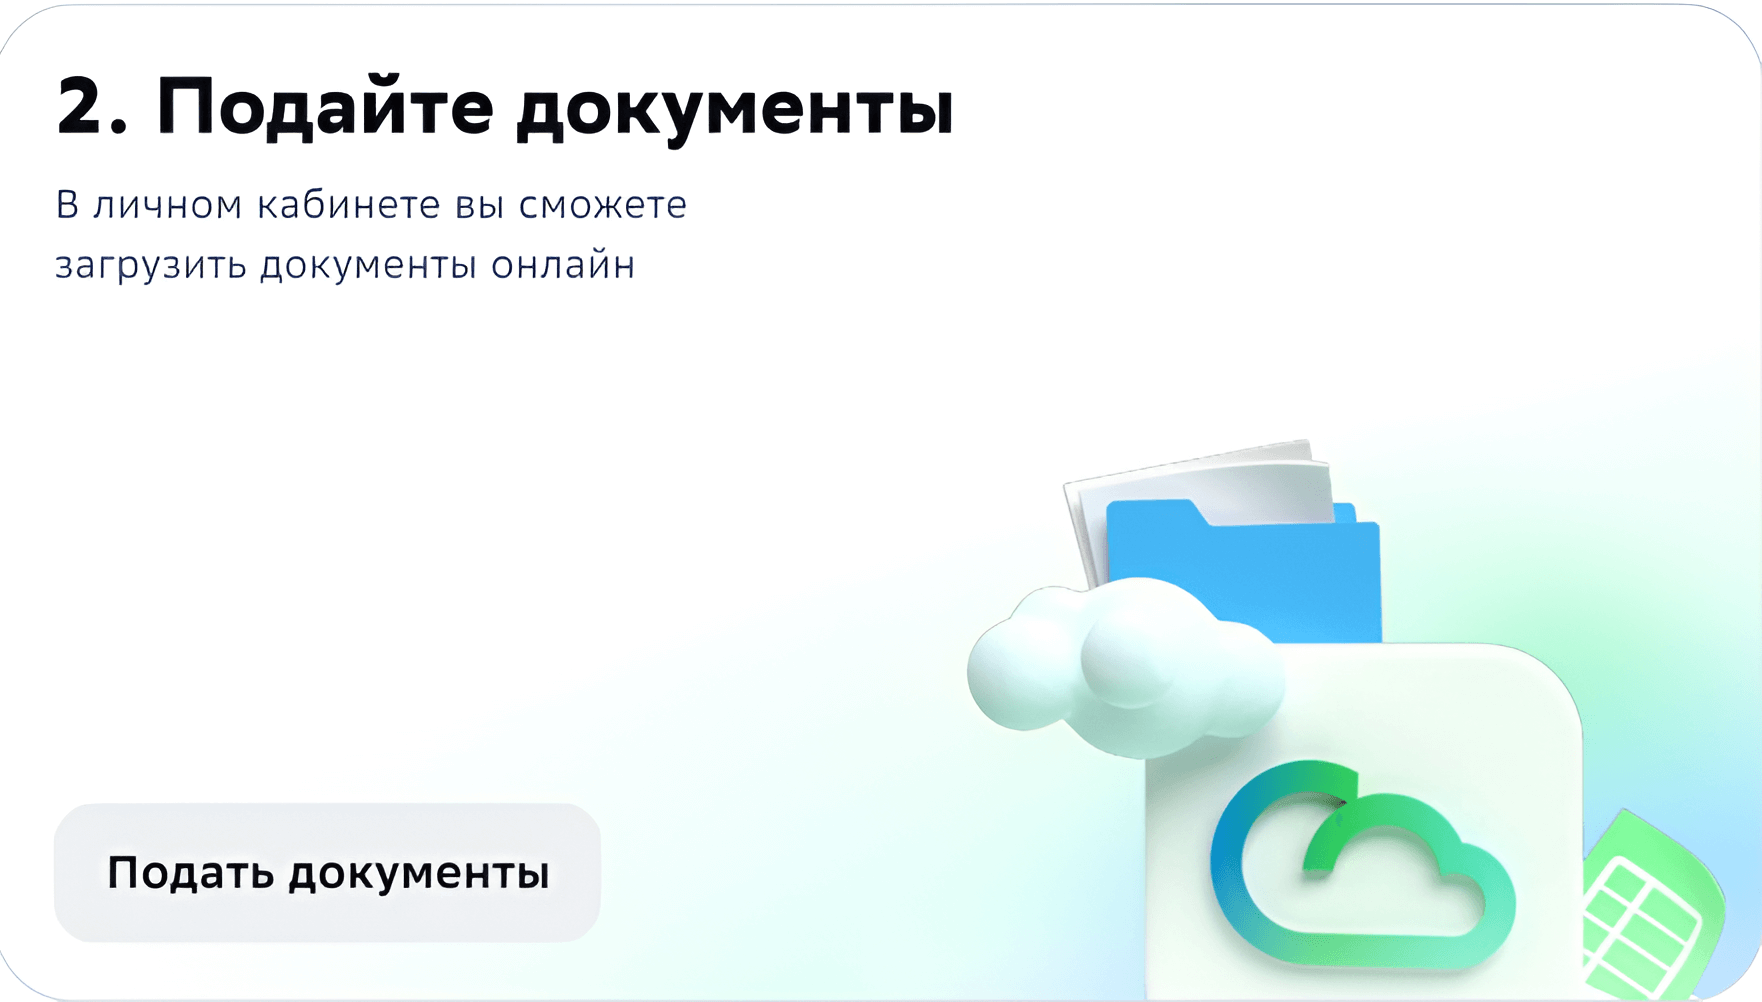 2. Подайте документы
В личном кабинете вы сможете
загрузить документы онлайн
Подать документы